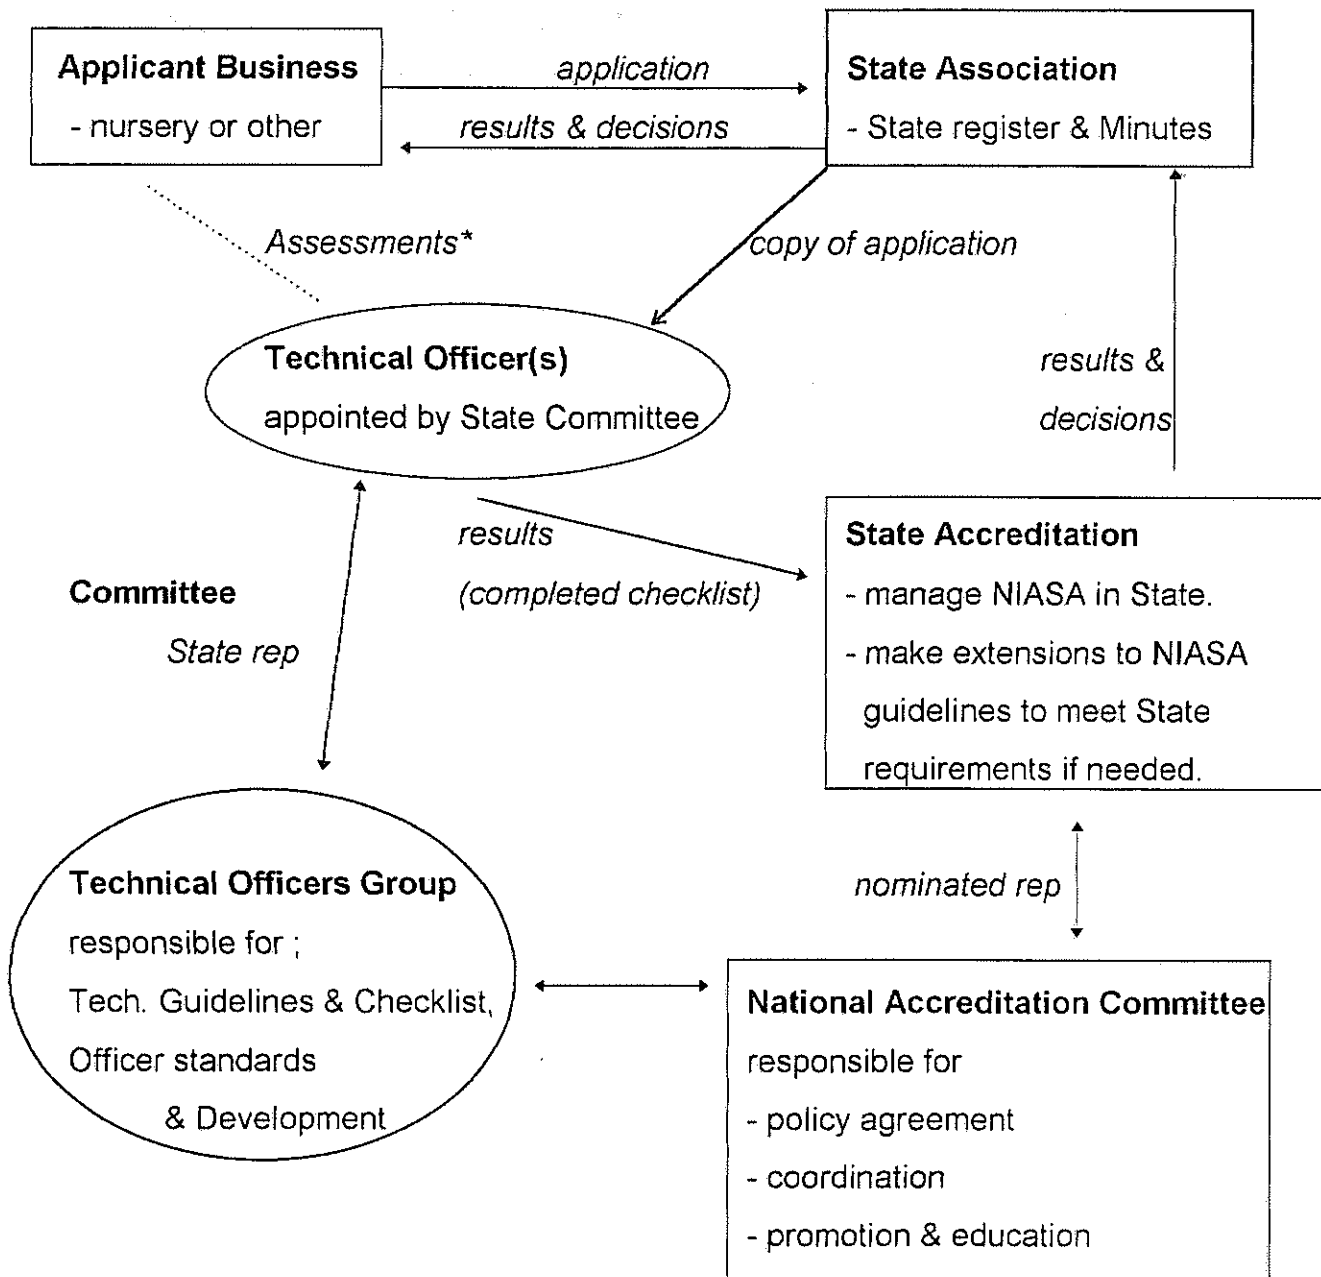 Applicant Business
- nursery or other
application
results & decisions
State Association
- State register & Minutes
Assessments*
copy of application
Technical Officer(s)
appointed by State Committee
results &
decisions
results
(completed checklist)
State Accreditation
- manage NIASA in State.
- make extensions to NIASA
guidelines to meet State
requirements if needed.
Committee
State rep
Technical Officers Group
responsible for ;
Tech. Guidelines & Checklist,
Officer standards
& Development
nominated rep
National Accreditation Committee
responsible for
- policy agreement
- coordination
- promotion & education